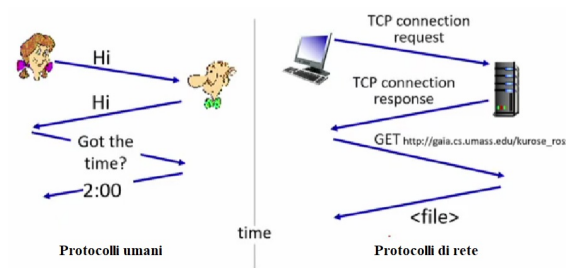 Hi
Hi
Got the
time?
2:00
Protocolli umani
time
TCP connection
request
TCP connection
response
GET http://gaia.cs.umass.edu/kurose_ros
<file>
Protocolli di rete